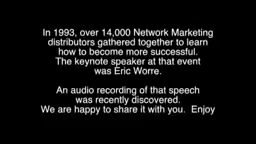 In 1993, over 14,000 Network Marketing
distributors gathered together to learn
how to become more successful.
The keynote speaker at that event
was Eric Worre.
An audio recording of that speech
was recently discovered.
We are happy to share it with you.  Enjoy